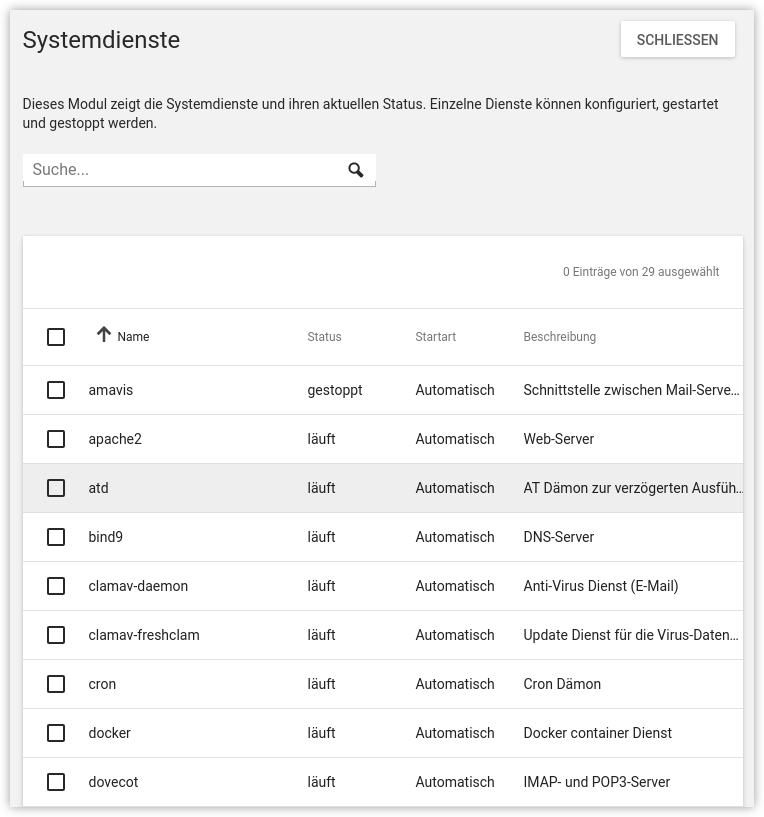 Systemdienste
SCHLIESSEN
Dieses Modul zeigt die Systemdienste und ihren aktuellen Status. Einzelne Dienste können konfiguriert, gestartet
und gestoppt werden.
Suche...
0 Einträge von 29 ausgewählt
Name Status Startart Beschreibung
amavis gestoppt Automatisch Schnittstelle zwischen Mail-Serve...
apache2 läuft Automatisch Web-Server
atd läuft Automatisch AT Dämon zur verzögerten Ausfüh...
bind9 läuft Automatisch DNS-Server
clamav-daemon läuft Automatisch Anti-Virus Dienst (E-Mail)
clamav-freshclam läuft Automatisch Update Dienst für die Virus-Daten...
cron läuft Automatisch Cron Dämon
docker läuft Automatisch Docker container Dienst
dovecot läuft Automatisch IMAP- und POP3-Server